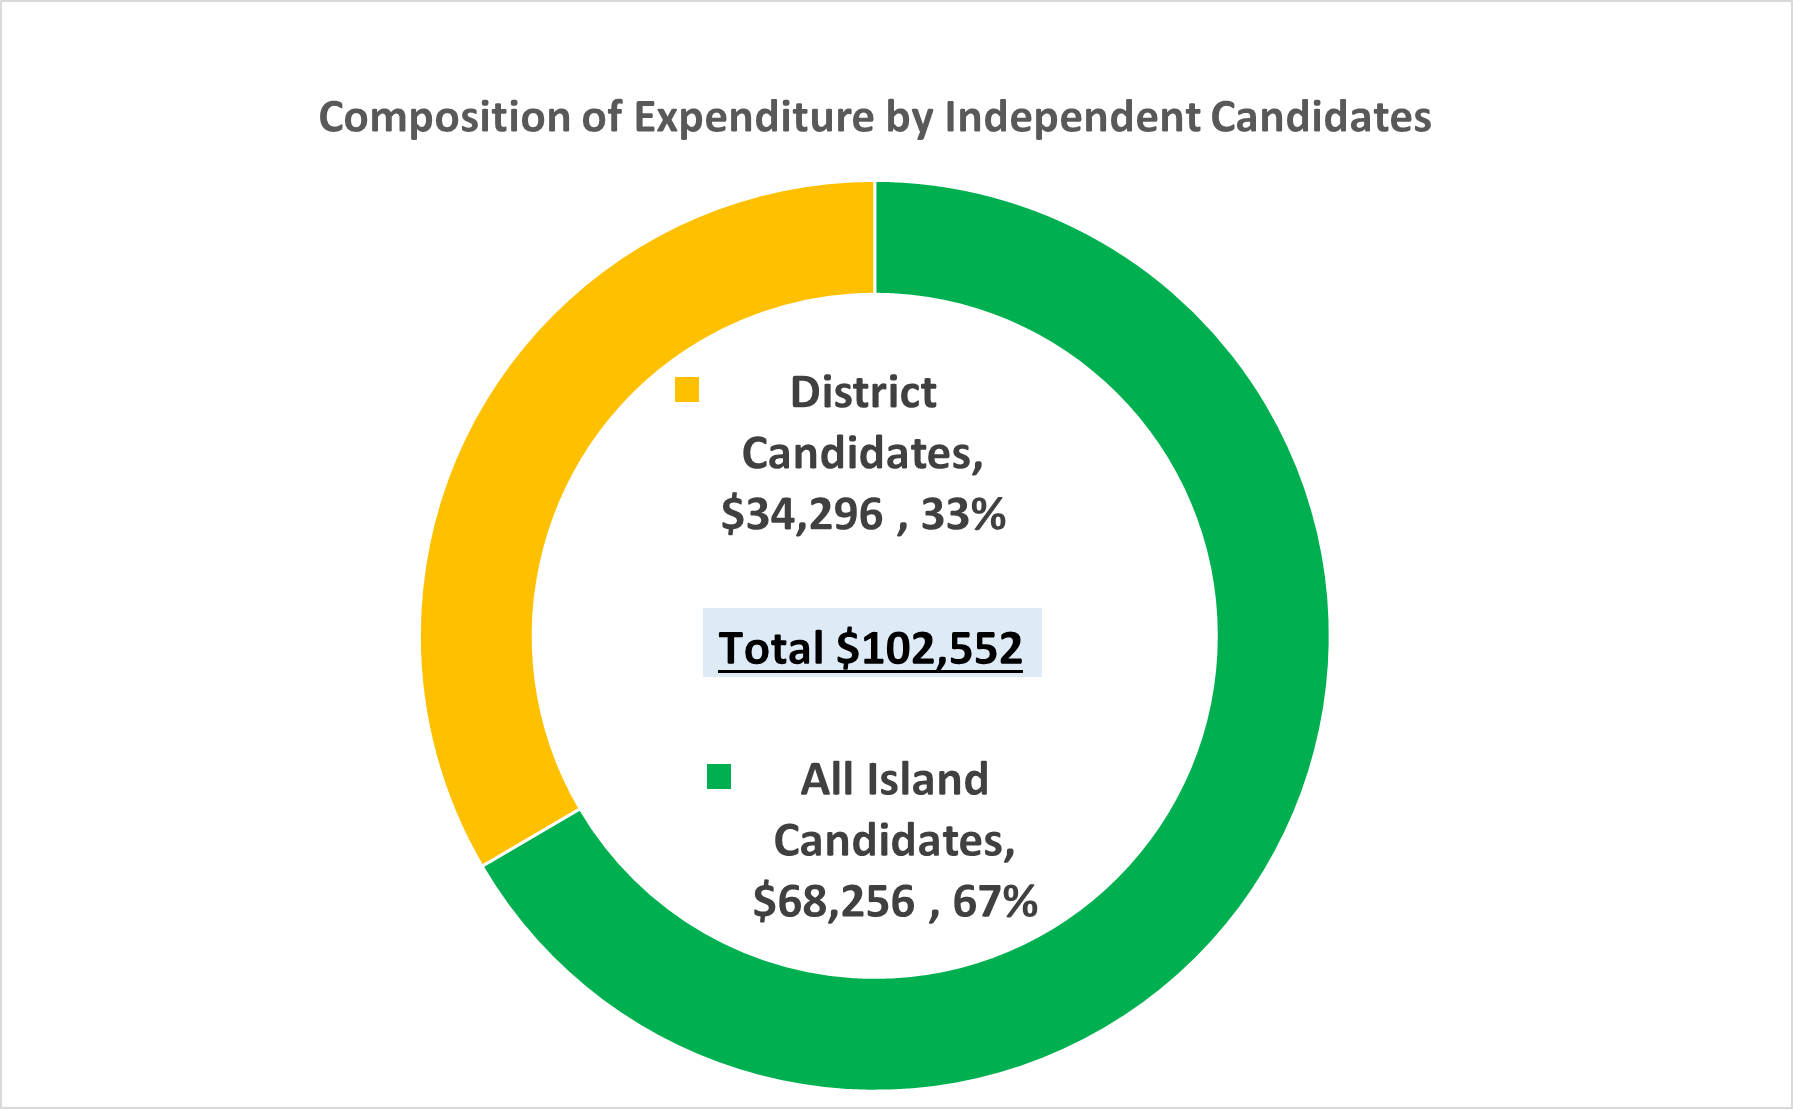 Composition of Expenditure by Independent Candidates
District
Candidates,
$34,296 , 33%
Total $102,552
All Island
Candidates,
$68,256 , 67%